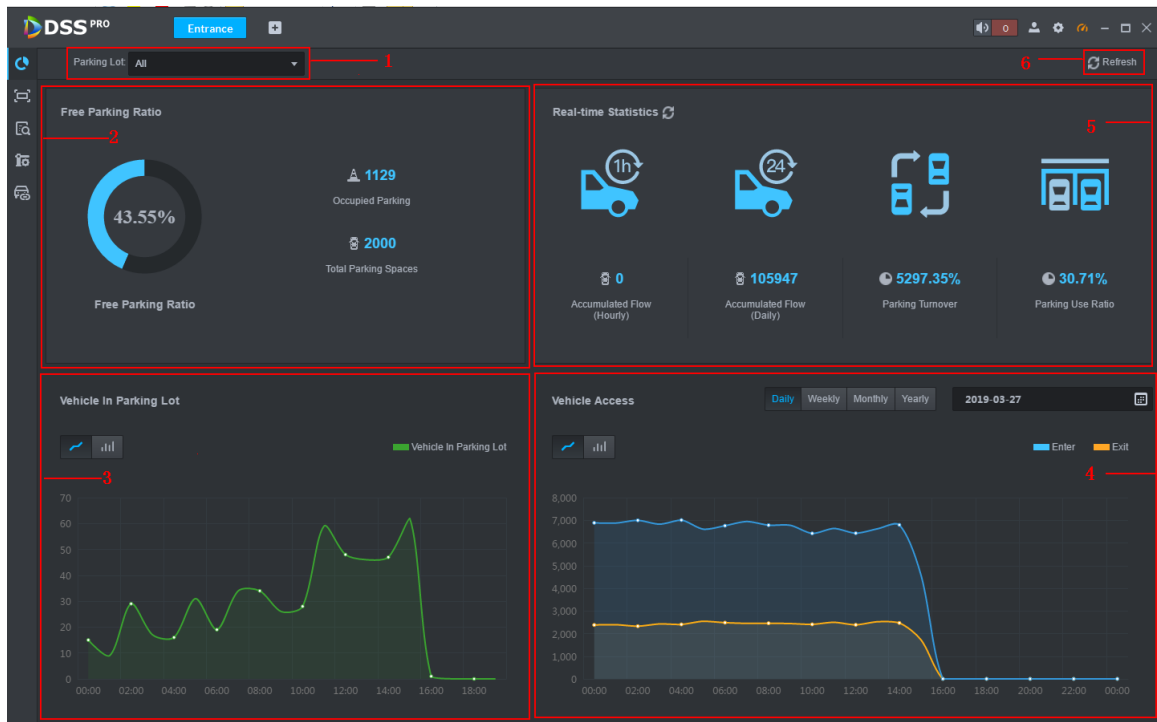 DSS PRO
Entrance
0
Parking Lot: All
1
6
Refresh
Free Parking Ratio
2
43.55%
1129
Occupied Parking
2000
Total Parking Spaces
Free Parking Ratio
Real-time Statistics
5
1h
24
0
Accumulated Flow
(Hourly)
105947
Accumulated Flow
(Daily)
5297.35%
Parking Turnover
30.71%
Parking Use Ratio
Vehicle In Parking Lot
Vehicle In Parking Lot
3
70
60
50
40
30
20
10
0
00:00 02:00 04:00 06:00 08:00 10:00 12:00 14:00 16:00 18:00
Vehicle Access
Daily Weekly Monthly Yearly
2019-03-27
Enter Exit
4
8,000
7,000
6,000
5,000
4,000
3,000
2,000
1,000
0
00:00 02:00 04:00 06:00 08:00 10:00 12:00 14:00 16:00 18:00 20:00 22:00 00:00